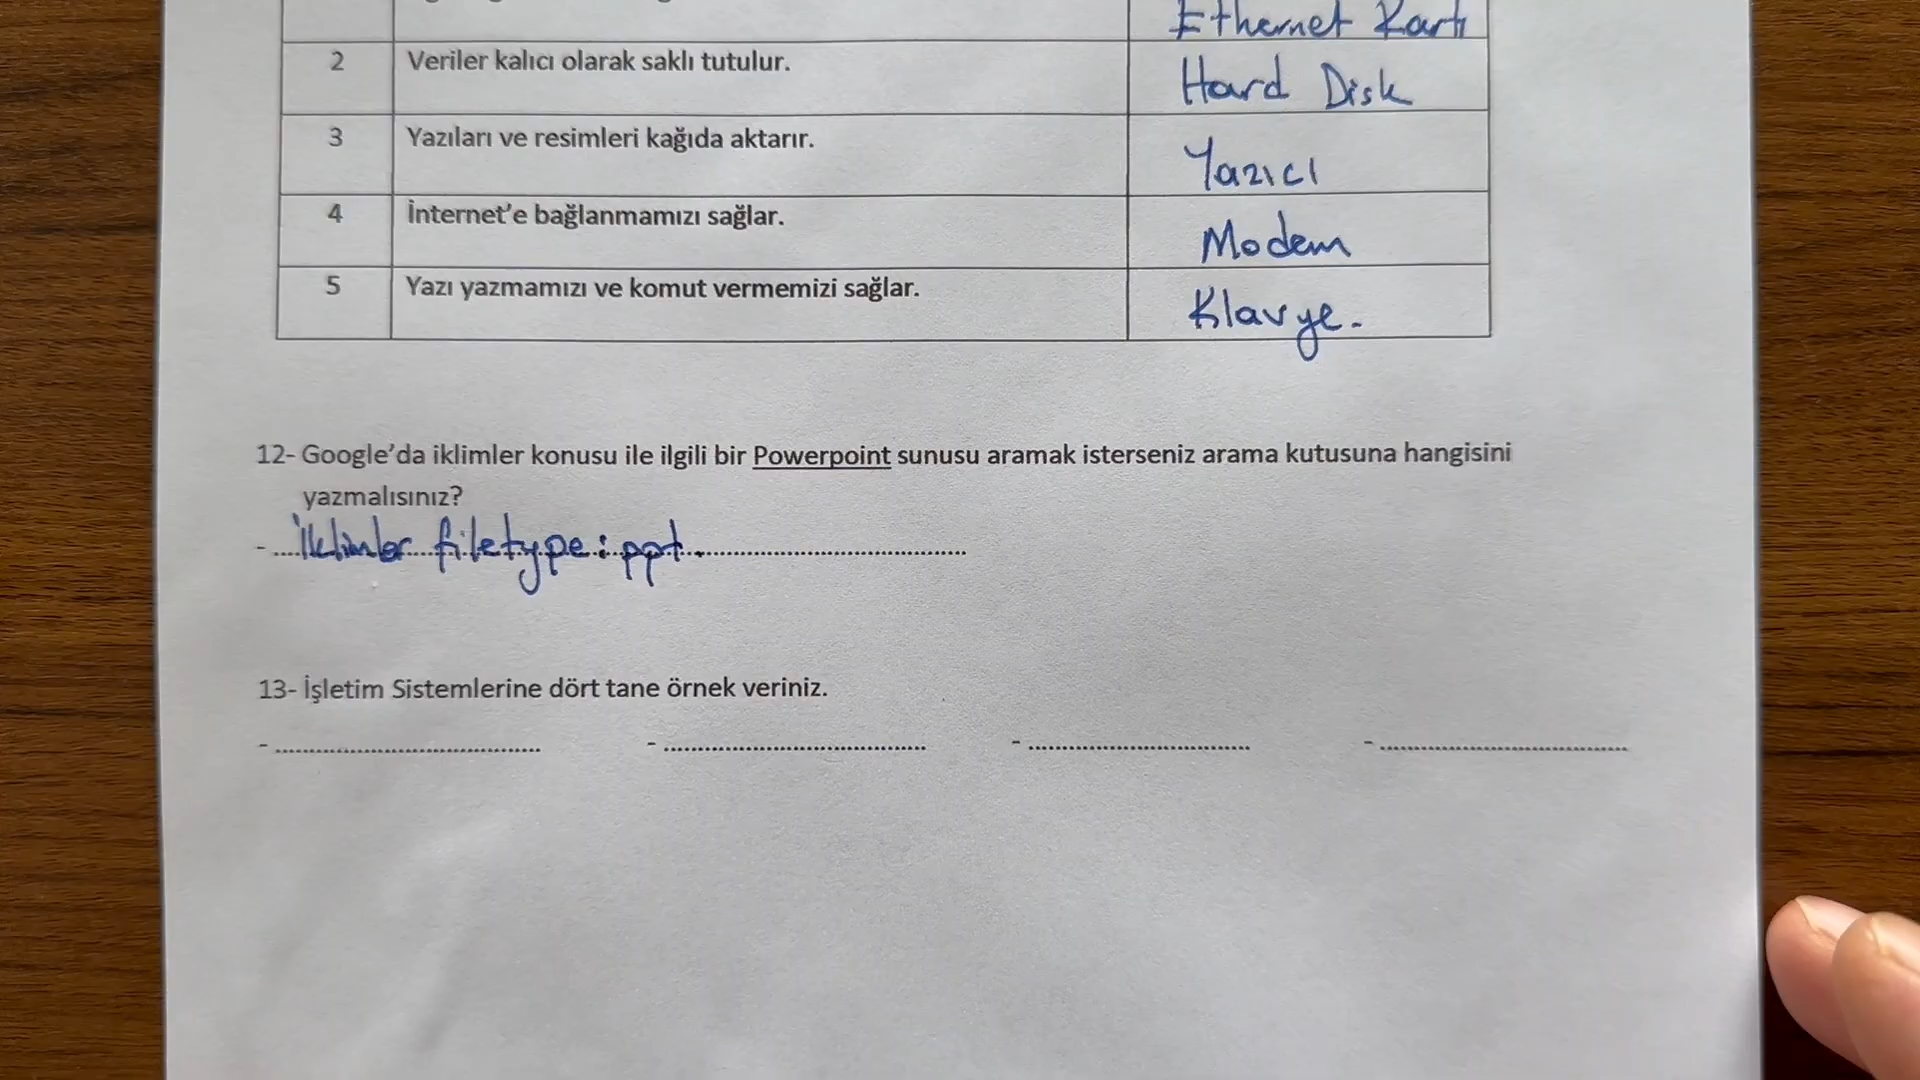 Ethernet Kartı
2 Veriler kalıcı olarak saklı tutulur. Hard Disk
3 Yazıları ve resimleri kağıda aktarır. Yazıcı
4 İnternet'e bağlanmamızı sağlar. Modem
5 Yazı yazmamızı ve komut vermemizi sağlar. Klavye.
12- Google'da iklimler konusu ile ilgili bir Powerpoint sunusu aramak isterseniz arama kutusuna hangisini
yazmalısınız?
- İklimler filetype: ppt.
13- İşletim Sistemlerine dört tane örnek veriniz.
- ........................................ - ........................................ - .................................. - ......................................